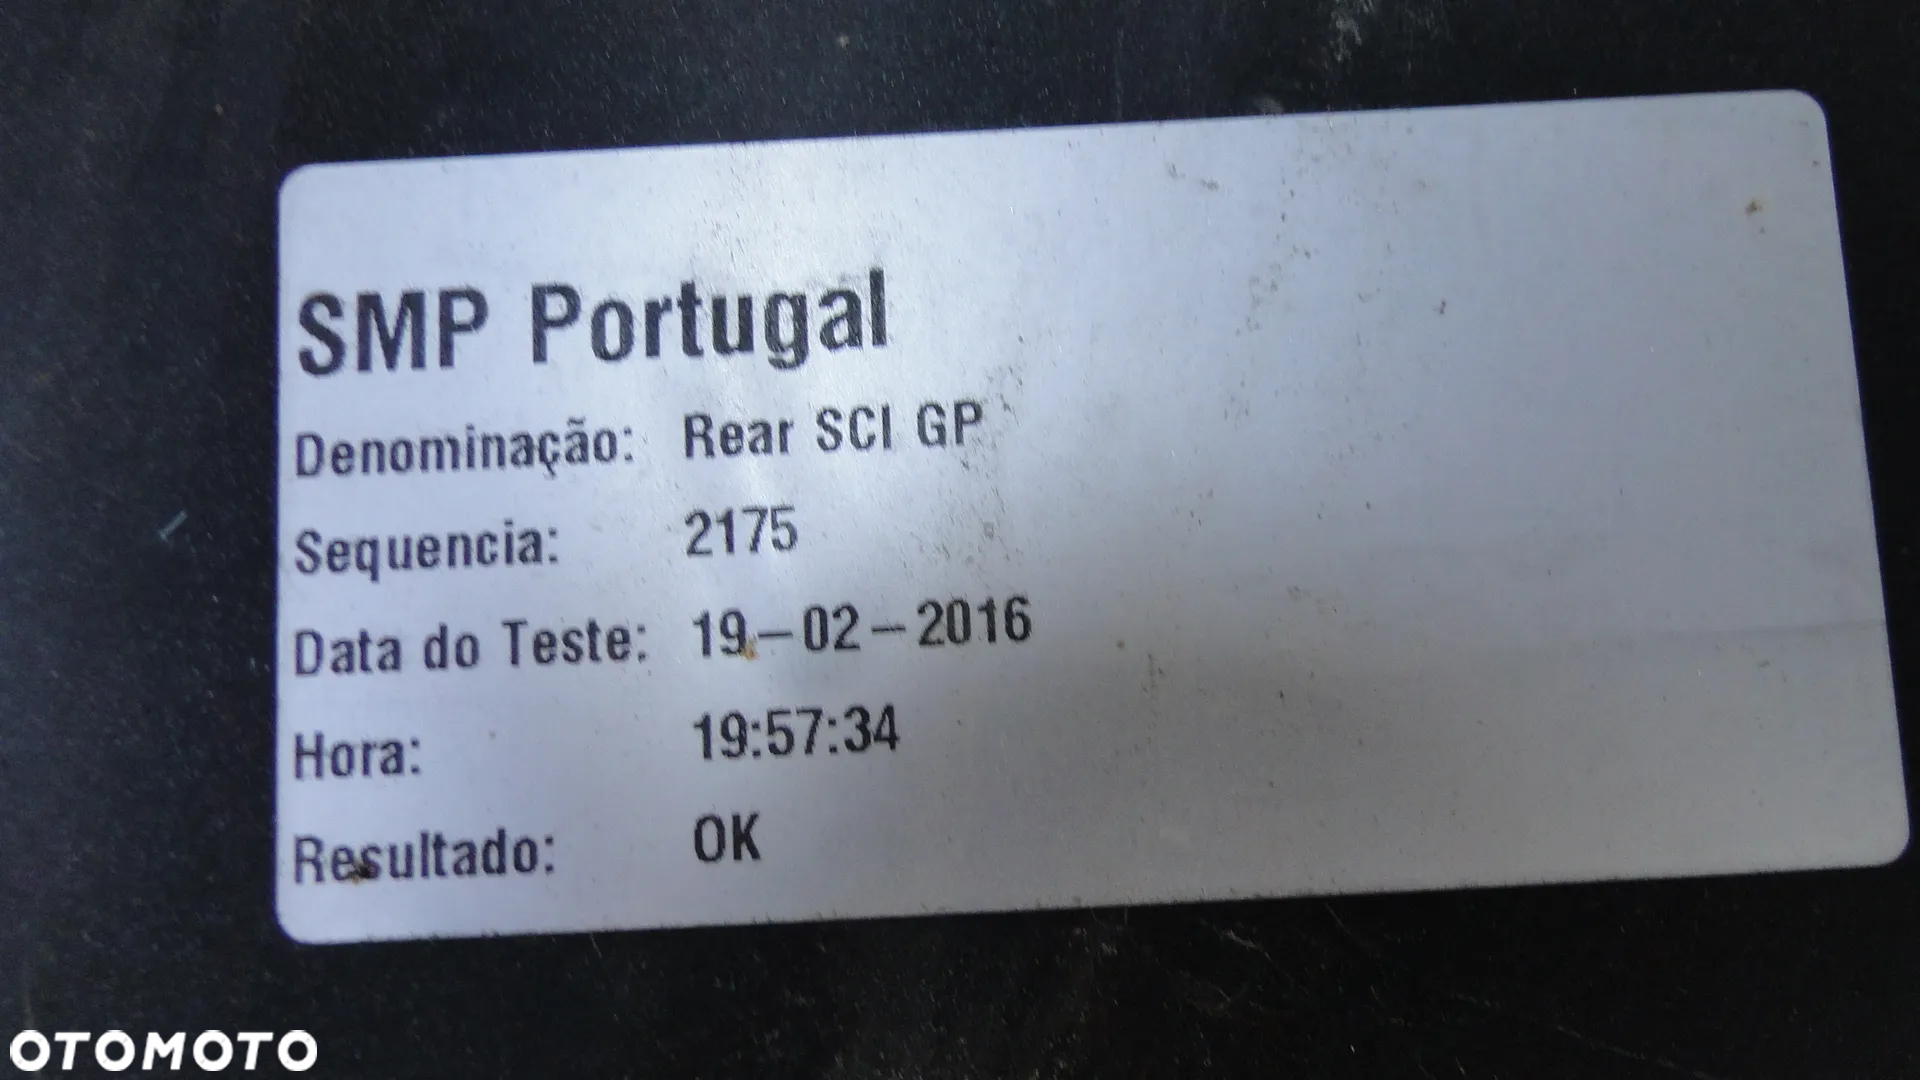 SMP Portugal
Denominação: Rear SCI GP
Sequencia: 2175
Data do Teste: 19-02-2016
Hora: 19:57:34
Resultado: OK
OTOMOTO